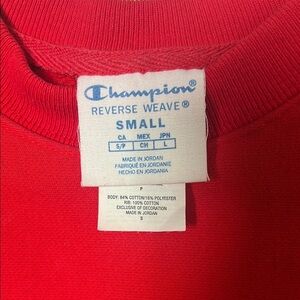 Champion®
REVERSE WEAVE®
SMALL
CA MEX JPN
S/P CH L
MADE IN JORDAN
FABRIQUÉ EN JORDANIE
HECHO EN JORDANIA
P
BODY: 84% COTTON/16% POLYESTER
RIB: 100% COTTON
EXCLUSIVE OF DECORATION
MADE IN JORDAN
S